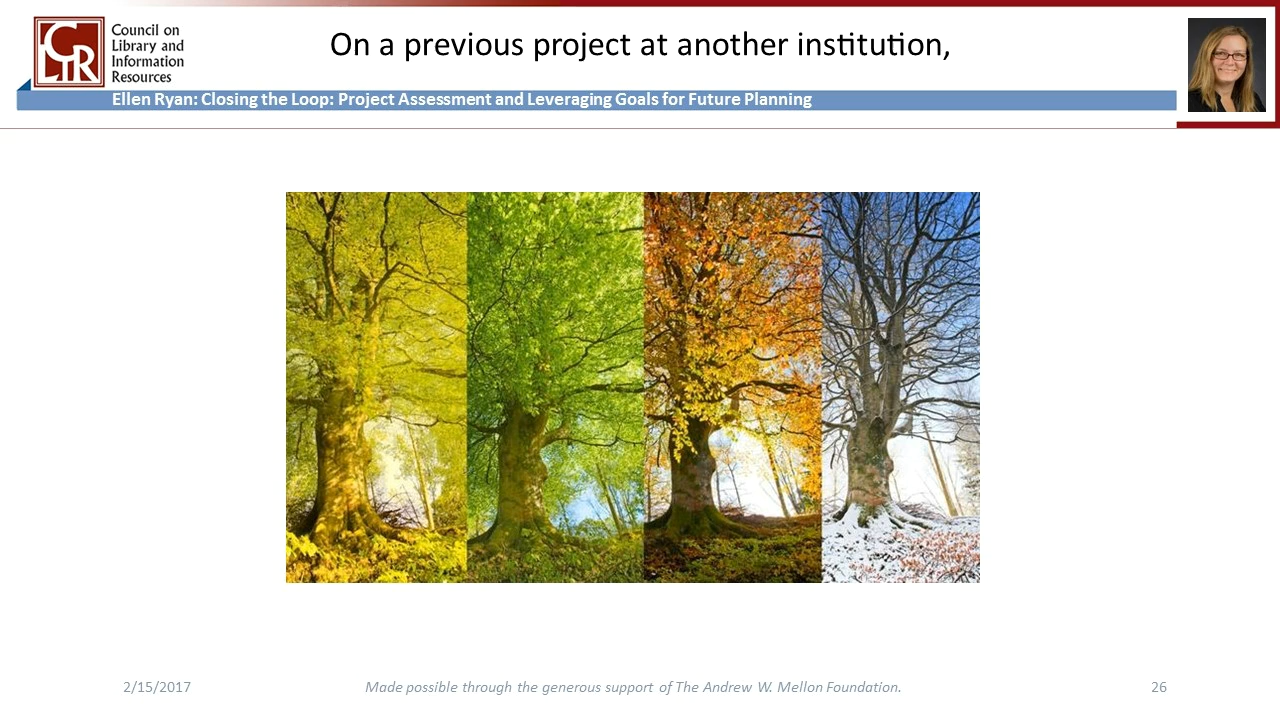 CLIR
Council on
Library and
Information
Resources
On a previous project at another institution,
Ellen Ryan: Closing the Loop: Project Assessment and Leveraging Goals for Future Planning
2/15/2017
Made possible through the generous support of The Andrew W. Mellon Foundation.
26